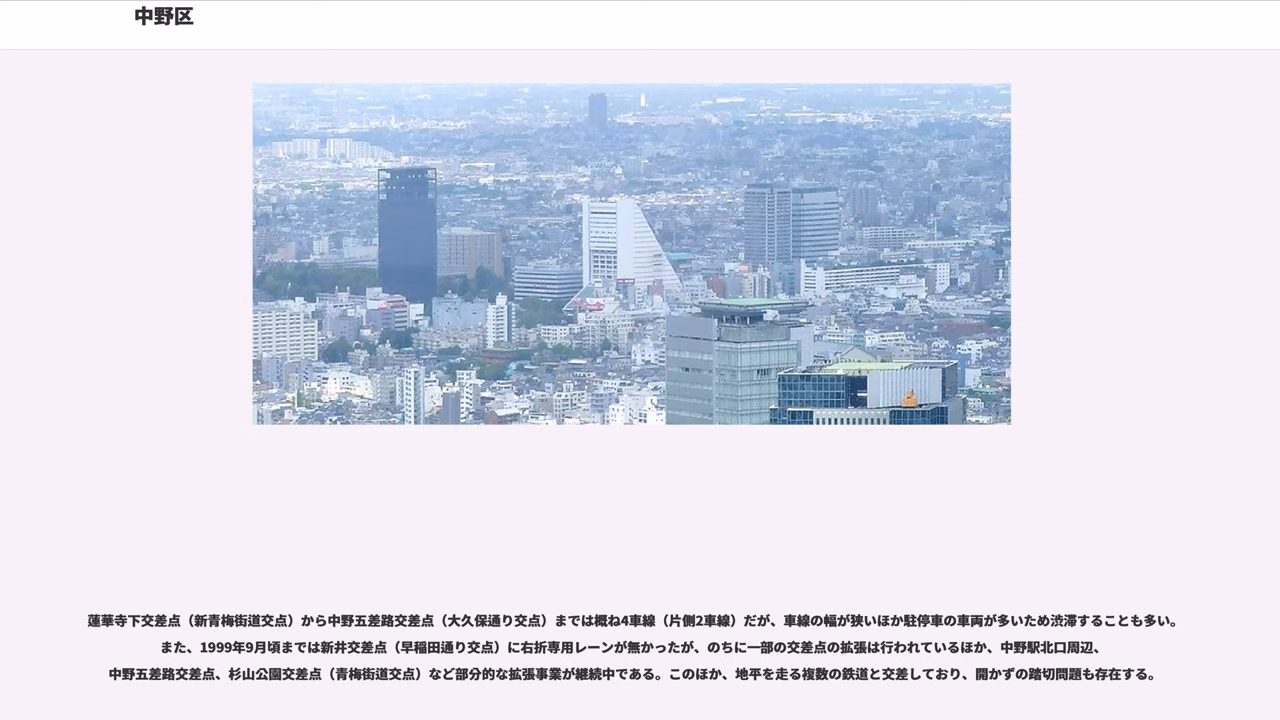 中野区
蓮華寺下交差点（新青梅街道交点）から中野五差路交差点（大久保通り交点）までは概ね4車線（片側2車線）だが、車線の幅が狭いほか駐停車の車両が多いため渋滞することも多い。
また、1999年9月頃までは新井交差点（早稲田通り交点）に右折専用レーンが無かったが、のちに一部の交差点の拡張は行われているほか、中野駅北口周辺、
中野五差路交差点、杉山公園交差点（青梅街道交点）など部分的な拡張事業が継続中である。このほか、地平を走る複数の鉄道と交差しており、開かずの踏切問題も存在する。